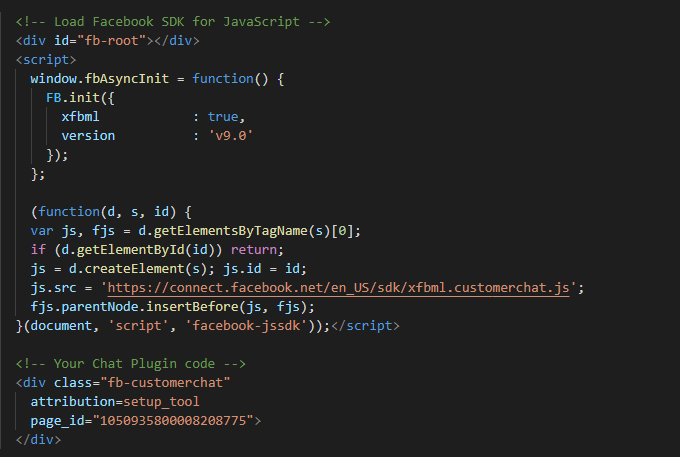 <!-- Load Facebook SDK for JavaScript -->
<div id="fb-root"></div>
<script>
window.fbAsyncInit = function() {
FB.init({
xfbml : true,
version : 'v9.0'
});
};
(function(d, s, id) {
var js, fjs = d.getElementsByTagName(s)[0];
if (d.getElementById(id)) return;
js = d.createElement(s); js.id = id;
js.src = 'https://connect.facebook.net/en_US/sdk/xfbml.customerchat.js';
fjs.parentNode.insertBefore(js, fjs);
}(document, 'script', 'facebook-jssdk'));</script>
<!-- Your Chat Plugin code -->
<div class="fb-customerchat"
attribution=setup_tool
page_id="1050935800008208775">
</div>